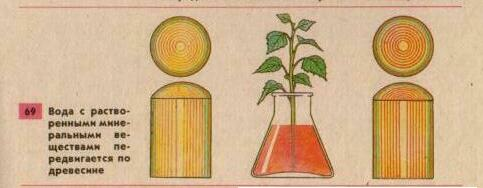 69 Вода с раство-
ренными мине-
ральными ве-
ществами пе-
редвигается по
древесине